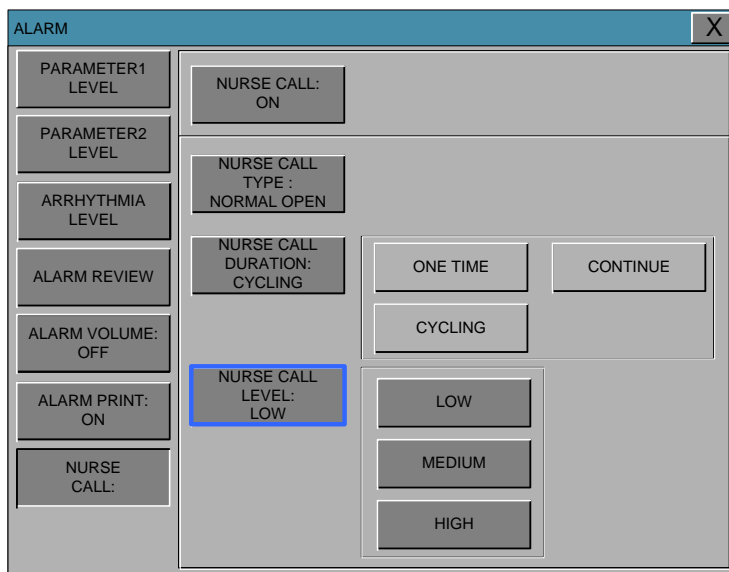 ALARM
X
PARAMETER1
LEVEL
PARAMETER2
LEVEL
ARRHYTHMIA
LEVEL
ALARM REVIEW
ALARM VOLUME:
OFF
ALARM PRINT:
ON
NURSE
CALL:
NURSE CALL:
ON
NURSE CALL
TYPE :
NORMAL OPEN
NURSE CALL
DURATION:
CYCLING
ONE TIME
CONTINUE
CYCLING
NURSE CALL
LEVEL:
LOW
LOW
MEDIUM
HIGH